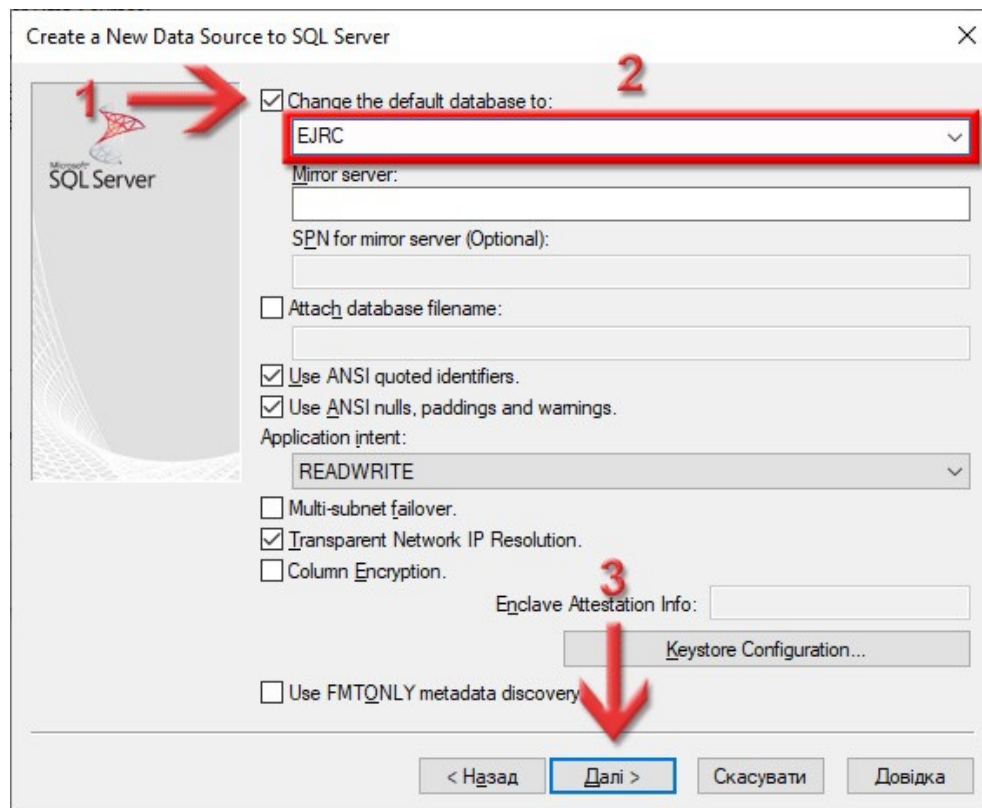 Create a New Data Source to SQL Server
1
2
Change the default database to:
EJRC
Microsoft
SQL Server
Mirror server:
SPN for mirror server (Optional):
Attach database filename:
Use ANSI quoted identifiers.
Use ANSI nulls, paddings and warnings.
Application intent:
READWRITE
Multi-subnet failover.
Transparent Network IP Resolution.
Column Encryption.
3
Enclave Attestation Info:
Keystore Configuration...
Use FMTONLY metadata discovery
< Назад Далі > Скасувати Довідка